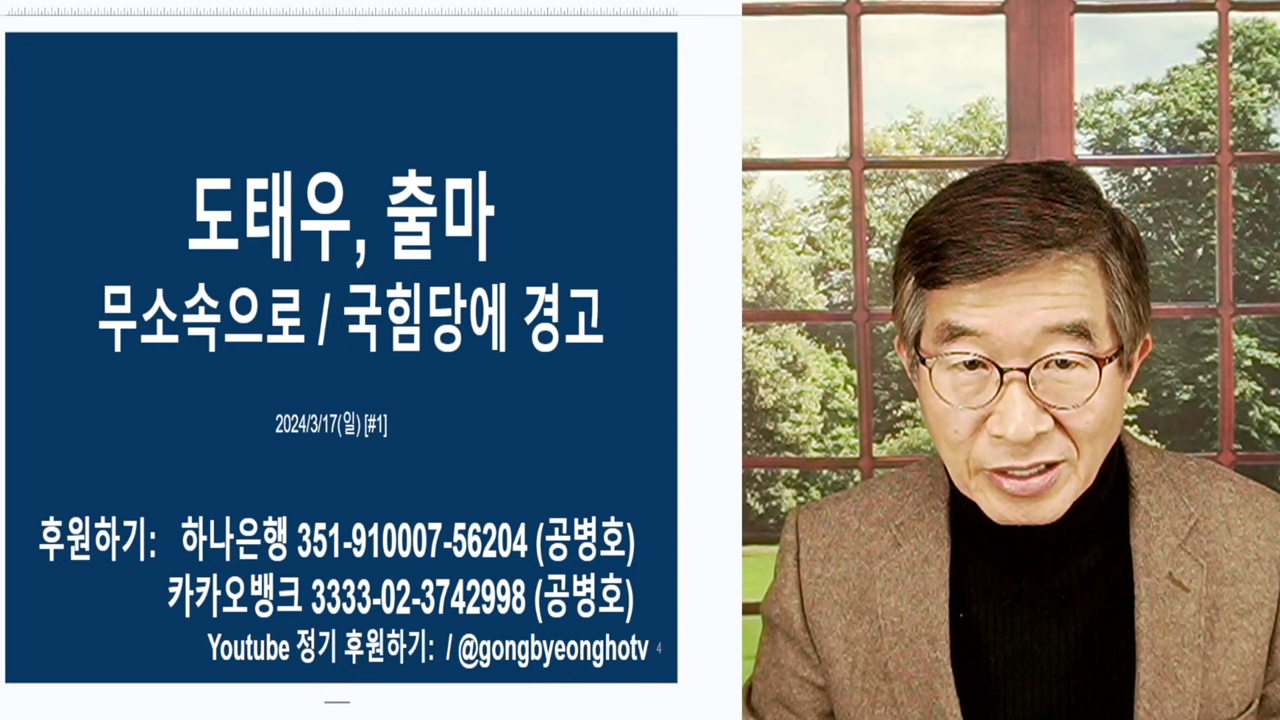 도태우, 출마
무소속으로 / 국힘당에 경고
2024/3/17(일) [#1]
후원하기: 하나은행 351-910007-56204 (공병호)
카카오뱅크 3333-02-3742998 (공병호)
Youtube 정기 후원하기: / @gongbyeonghotv 4